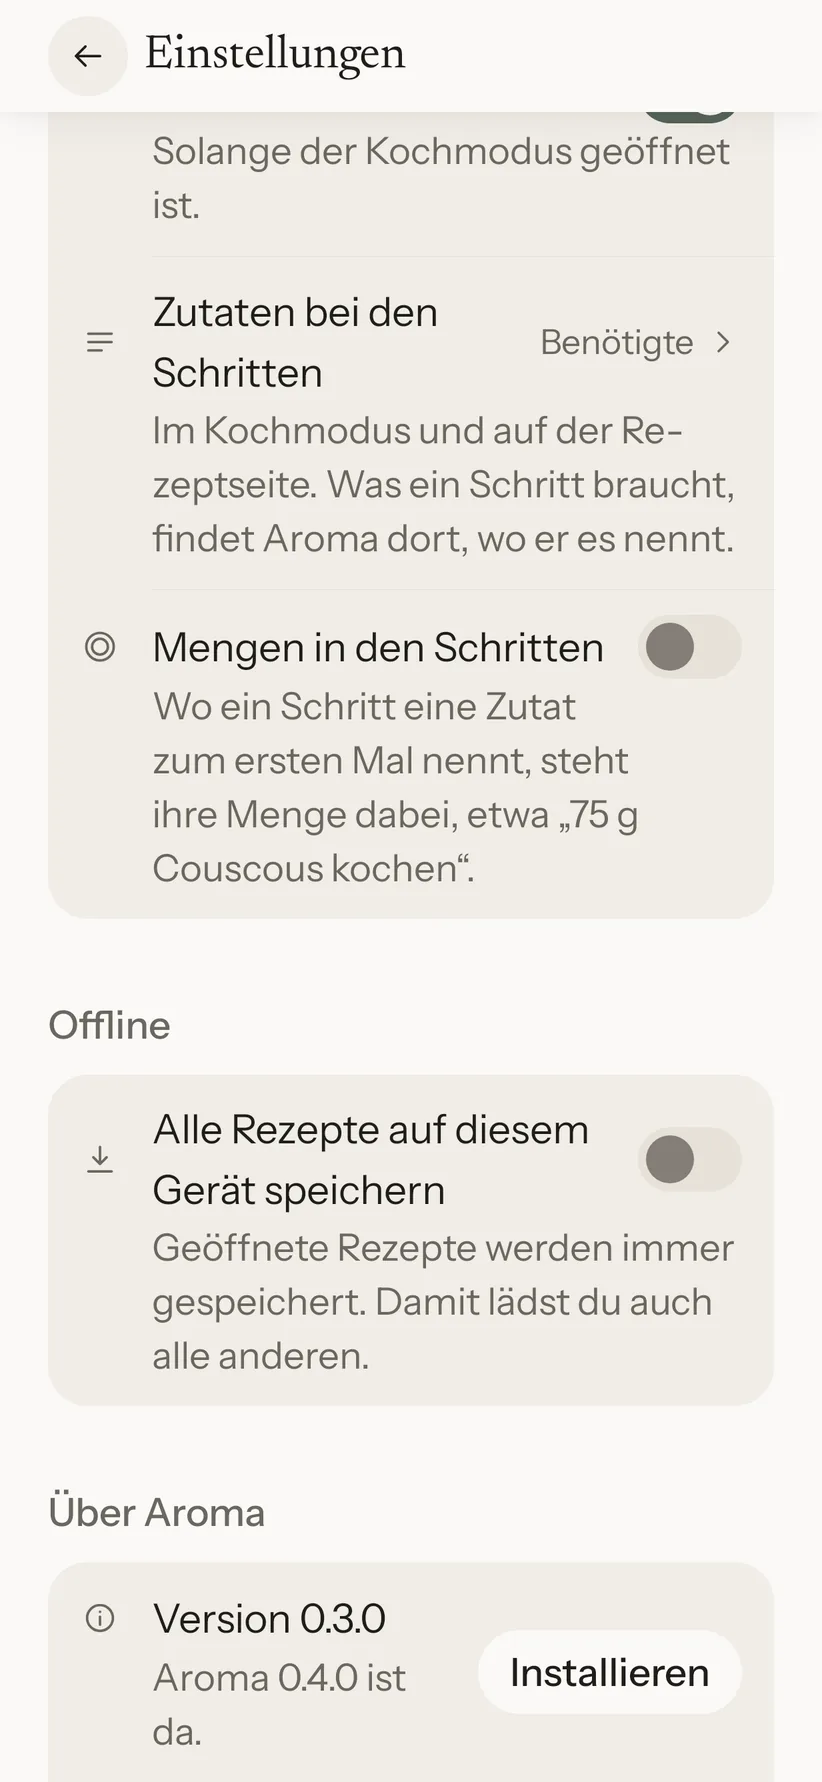 Einstellungen
Solange der Kochmodus geöffnet
ist.
Zutaten bei den
Schritten
Benötigte
Im Kochmodus und auf der Re-
zeptseite. Was ein Schritt braucht,
findet Aroma dort, wo er es nennt.
Mengen in den Schritten
Wo ein Schritt eine Zutat
zum ersten Mal nennt, steht
ihre Menge dabei, etwa „75 g
Couscous kochen“.
Offline
Alle Rezepte auf diesem
Gerät speichern
Geöffnete Rezepte werden immer
gespeichert. Damit lädst du auch
alle anderen.
Über Aroma
Version 0.3.0
Aroma 0.4.0 ist
da.
Installieren